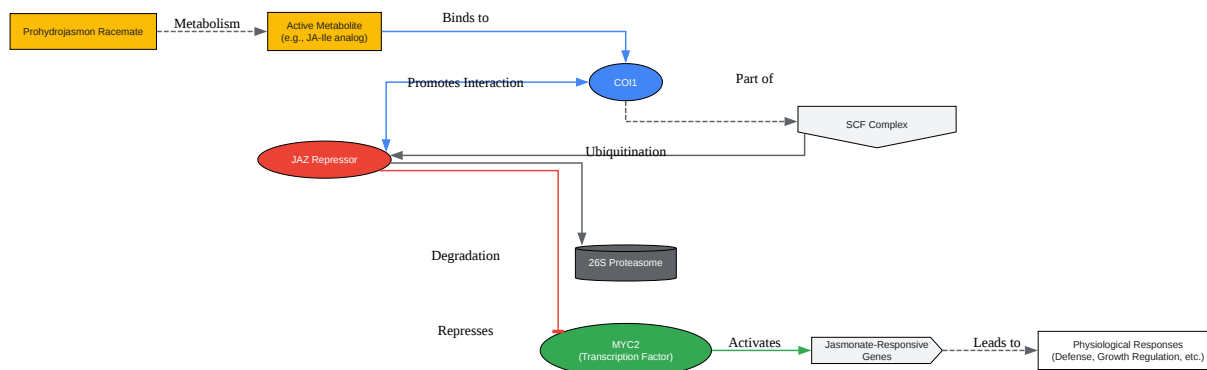 Prohydrojasmon Racemate
Metabolism
Active Metabolite
(e.g., JA-Ile analog)
Binds to
Promotes Interaction
COI1
Part of
SCF Complex
JAZ Repressor
Ubiquitination
Degradation
26S Proteasome
Represses
MYC2
(Transcription Factor)
Activates
Jasmonate-Responsive
Genes
Leads to
Physiological Responses
(Defense, Growth Regulation, etc.)